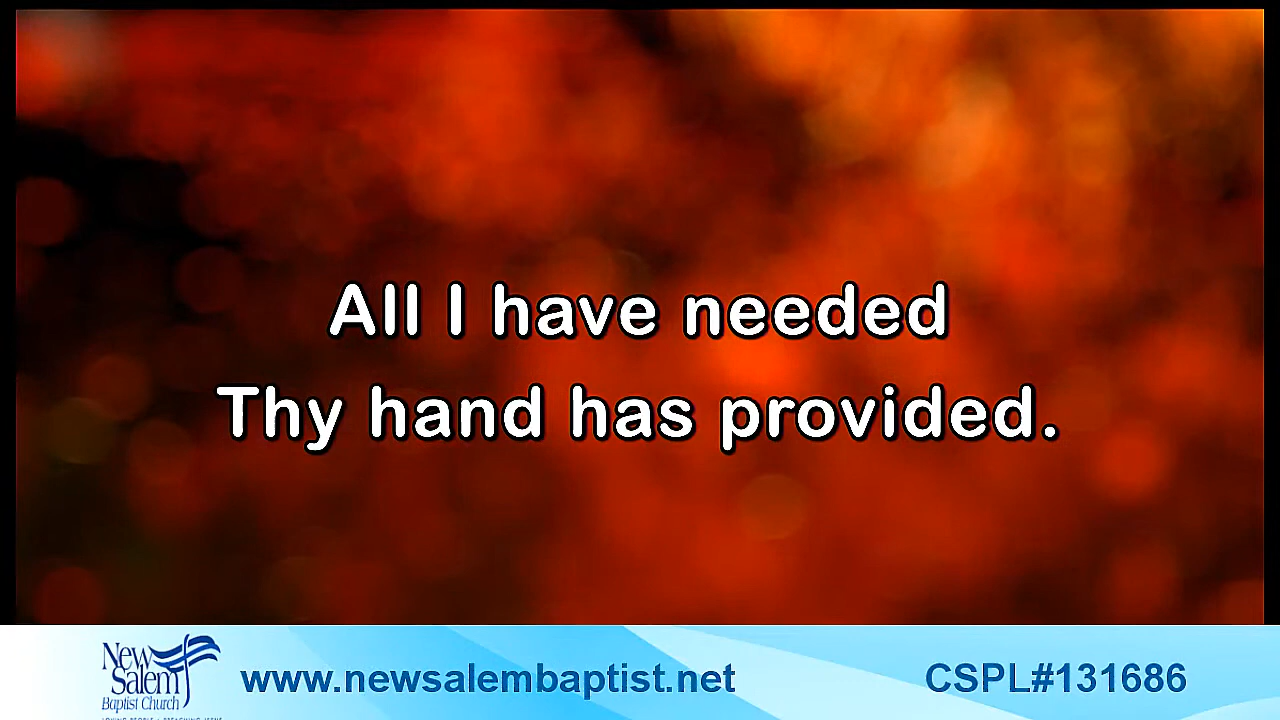 All I have needed
Thy hand has provided.
New
Salem
Baptist Church
www.newsalembaptist.net
CSPL#131686